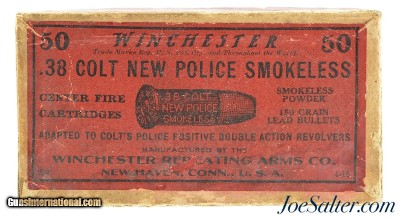 50 WINCHESTER 50
Trade Mark Reg. U.S. Pat. Off. and Throughout the World.
.38 COLT NEW POLICE SMOKELESS
CENTER FIRE
CARTRIDGES
.38 COLT
NEW POLICE
SMOKELESS
SMOKELESS
POWDER
150 GRAIN
LEAD BULLETS
ADAPTED TO COLT'S POLICE POSITIVE DOUBLE ACTION REVOLVERS
MANUFACTURED BY THE
WINCHESTER REPEATING ARMS CO.
NEW HAVEN, CONN., U. S. A.
GunsInternational.com
JoeSalter.com